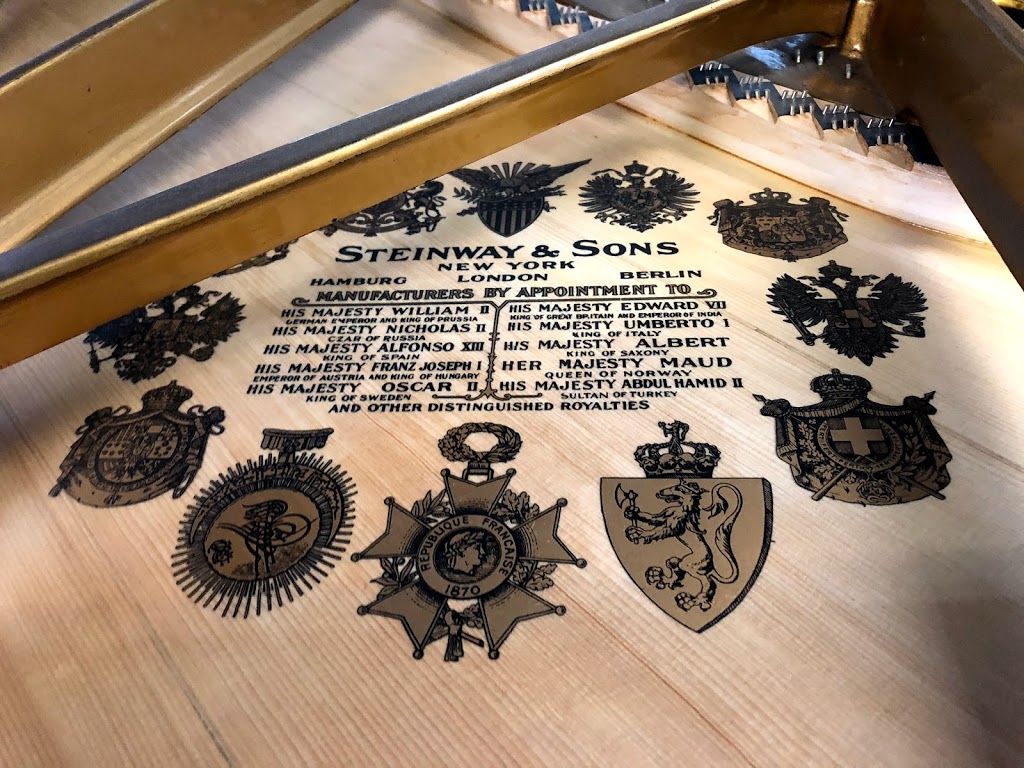 STEINWAY & SONS
NEW YORK
HAMBURG LONDON BERLIN
MANUFACTURERS BY APPOINTMENT TO
HIS MAJESTY WILLIAM II
GERMAN EMPEROR AND KING OF PRUSSIA
HIS MAJESTY NICHOLAS II
CZAR OF RUSSIA
HIS MAJESTY ALFONSO XIII
KING OF SPAIN
HIS MAJESTY FRANZ JOSEPH I
EMPEROR OF AUSTRIA AND KING OF HUNGARY
HIS MAJESTY OSCAR II
KING OF SWEDEN
HIS MAJESTY EDWARD VII
KING OF GREAT BRITAIN AND EMPEROR OF INDIA
HIS MAJESTY UMBERTO I
KING OF ITALY
HIS MAJESTY ALBERT
KING OF SAXONY
HER MAJESTY MAUD
QUEEN OF NORWAY
HIS MAJESTY ABDUL HAMID II
SULTAN OF TURKEY
AND OTHER DISTINGUISHED ROYALTIES
REPUBLIQUE FRANÇAISE
1870